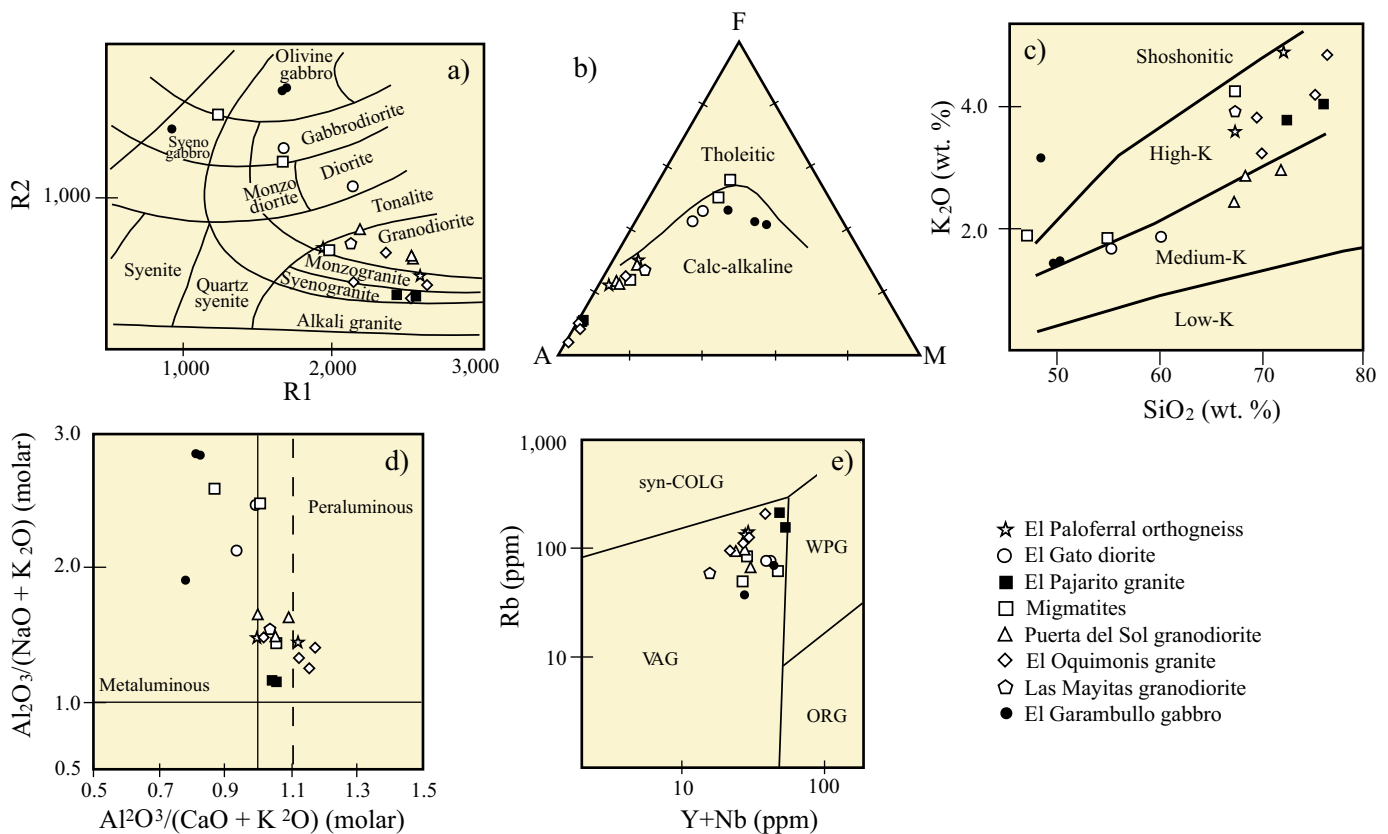 a)
Olivine
gabbro
Syeno
gabbro
Gabbrodiorite
Monzo
diorite
Diorite
Tonalite
Granodiorite
Monzogranite
Syenogranite
Syenite
Quartz
syenite
Alkali granite
R2
1,000
1,000
2,000
3,000
R1
b)
F
Tholeitic
Calc-alkaline
A
M
c)
Shoshonitic
High-K
Medium-K
Low-K
K₂O (wt. %)
4.0
2.0
50
60
70
80
SiO₂ (wt. %)
d)
Peraluminous
Metaluminous
Al₂O₃/(NaO + K ₂O) (molar)
3.0
2.0
1.0
0.5
0.5
0.7
0.9
1.1
1.3
1.5
Al²O³/(CaO + K ²O) (molar)
e)
syn-COLG
WPG
VAG
ORG
Rb (ppm)
1,000
100
10
10
100
Y+Nb (ppm)
El Paloferral orthogneiss
El Gato diorite
El Pajarito granite
Migmatites
Puerta del Sol granodiorite
El Oquimonis granite
Las Mayitas granodiorite
El Garambullo gabbro